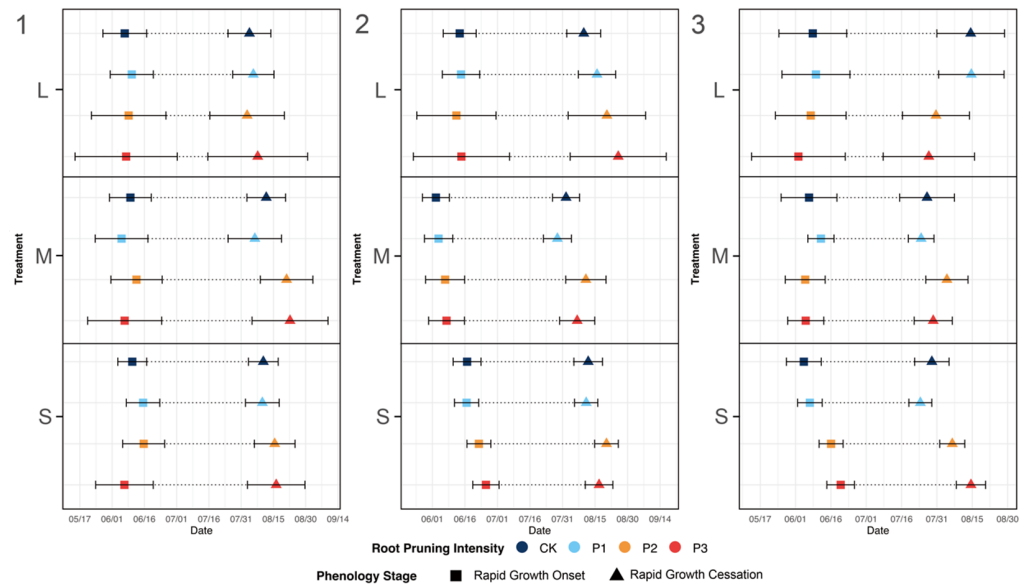 1
2
3
Treatment
L
M
S
05/17 06/01 06/16 07/01 07/16 07/31 08/15 08/30 09/14
Date
Treatment
L
M
S
06/01 06/16 07/01 07/16 07/31 08/15 08/30 09/14
Date
Treatment
L
M
S
05/17 06/01 06/16 07/01 07/16 07/31 08/15 08/30
Date
Root Pruning Intensity CK P1 P2 P3
Phenology Stage Rapid Growth Onset Rapid Growth Cessation